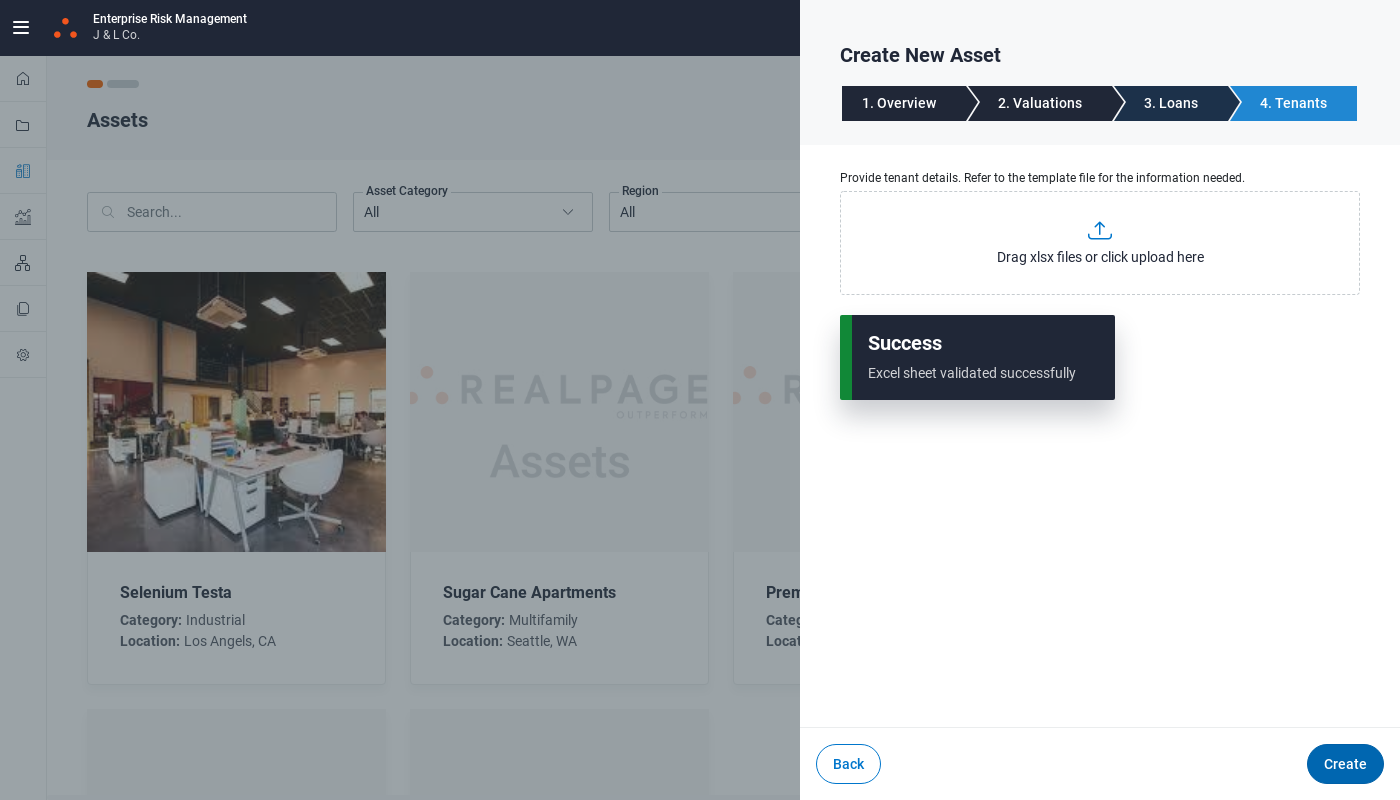 Enterprise Risk Management
J & L Co.
Assets
Search...
Asset Category
All
Region
All
REALPAGE
OUTPERFORM
Assets
Selenium Testa
Category: Industrial
Location: Los Angels, CA
Sugar Cane Apartments
Category: Multifamily
Location: Seattle, WA
Create New Asset
1. Overview
2. Valuations
3. Loans
4. Tenants
Provide tenant details. Refer to the template file for the information needed.
Drag xlsx files or click upload here
Success
Excel sheet validated successfully
Back
Create